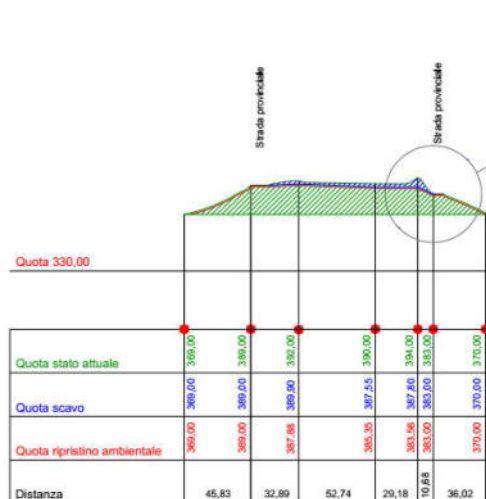 Strada provinciale
Strada provinciale
Quota 330,00
Quota stato attuale 369,00 389,00 392,00 390,00 394,00 383,00 370,00
Quota scavo 369,00 389,00 389,90 387,55 387,80 383,00 370,00
Quota ripristino ambientale 369,00 389,00 387,88 385,35 383,56 383,00 370,00
Distanza 45,83 32,89 52,74 29,18 10,68 36,02